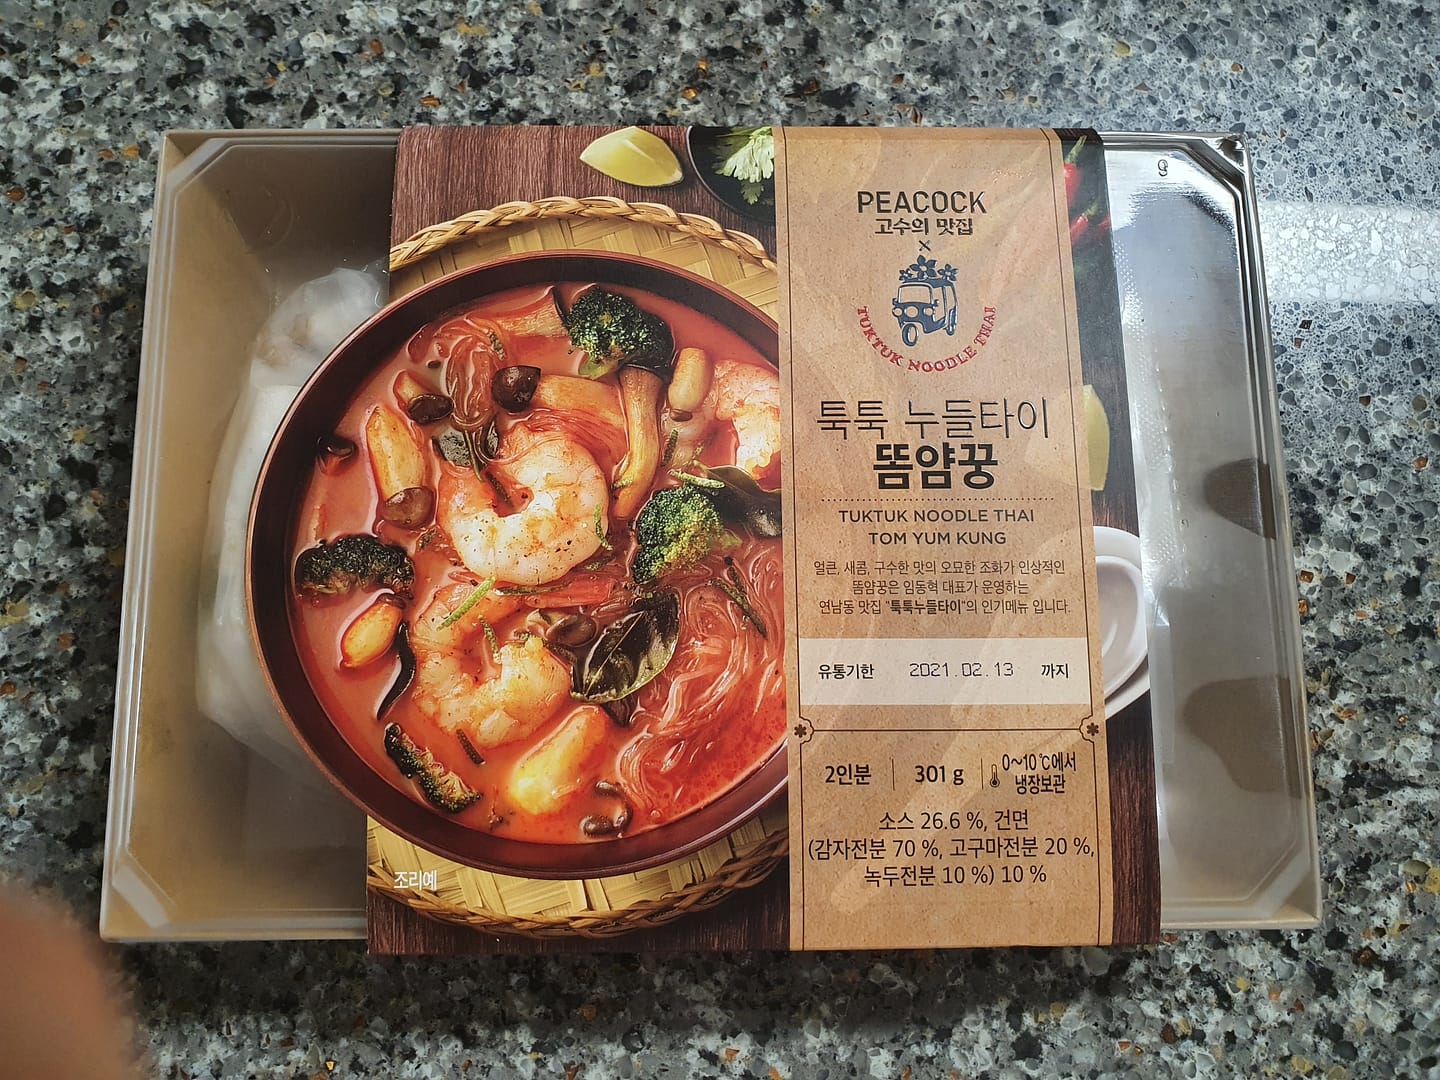 PEACOCK
고수의 맛집
×
TUKTUK NOODLE THAI
툭툭 누들타이
똠얌꿍
TUKTUK NOODLE THAI
TOM YUM KUNG
얼큰, 새콤, 구수한 맛의 오묘한 조화가 인상적인
똠얌꿍은 임동혁 대표가 운영하는
연남동 맛집 "툭툭누들타이"의 인기메뉴 입니다.
유통기한 2021.02.13 까지
2인분 301 g 0~10℃에서
냉장보관
소스 26.6 %, 건면
(감자전분 70 %, 고구마전분 20 %,
녹두전분 10 %) 10 %
조리예